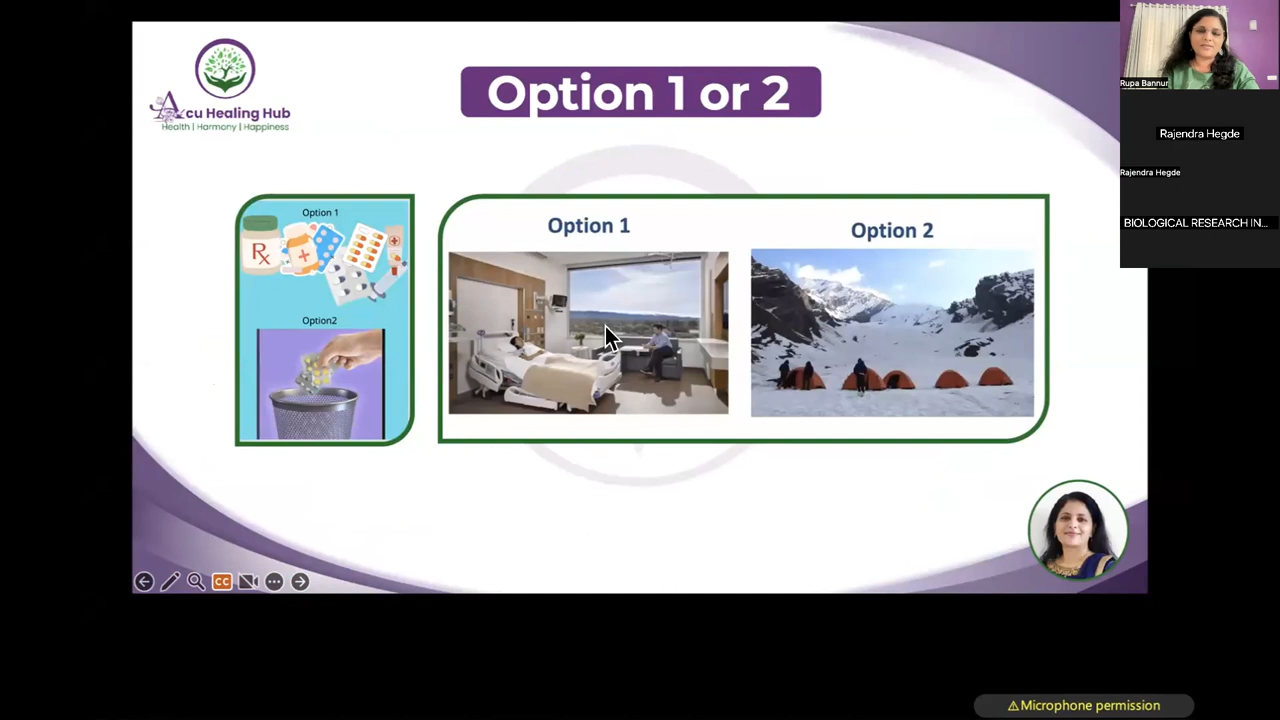 Acu Healing Hub
Health | Harmony | Happiness
Option 1 or 2
Option 1
Rx
Option2
Option 1
Option 2
CC
Rupa Bannur
Rajendra Hegde
Rajendra Hegde
BIOLOGICAL RESEARCH IN...
⚠Microphone permission